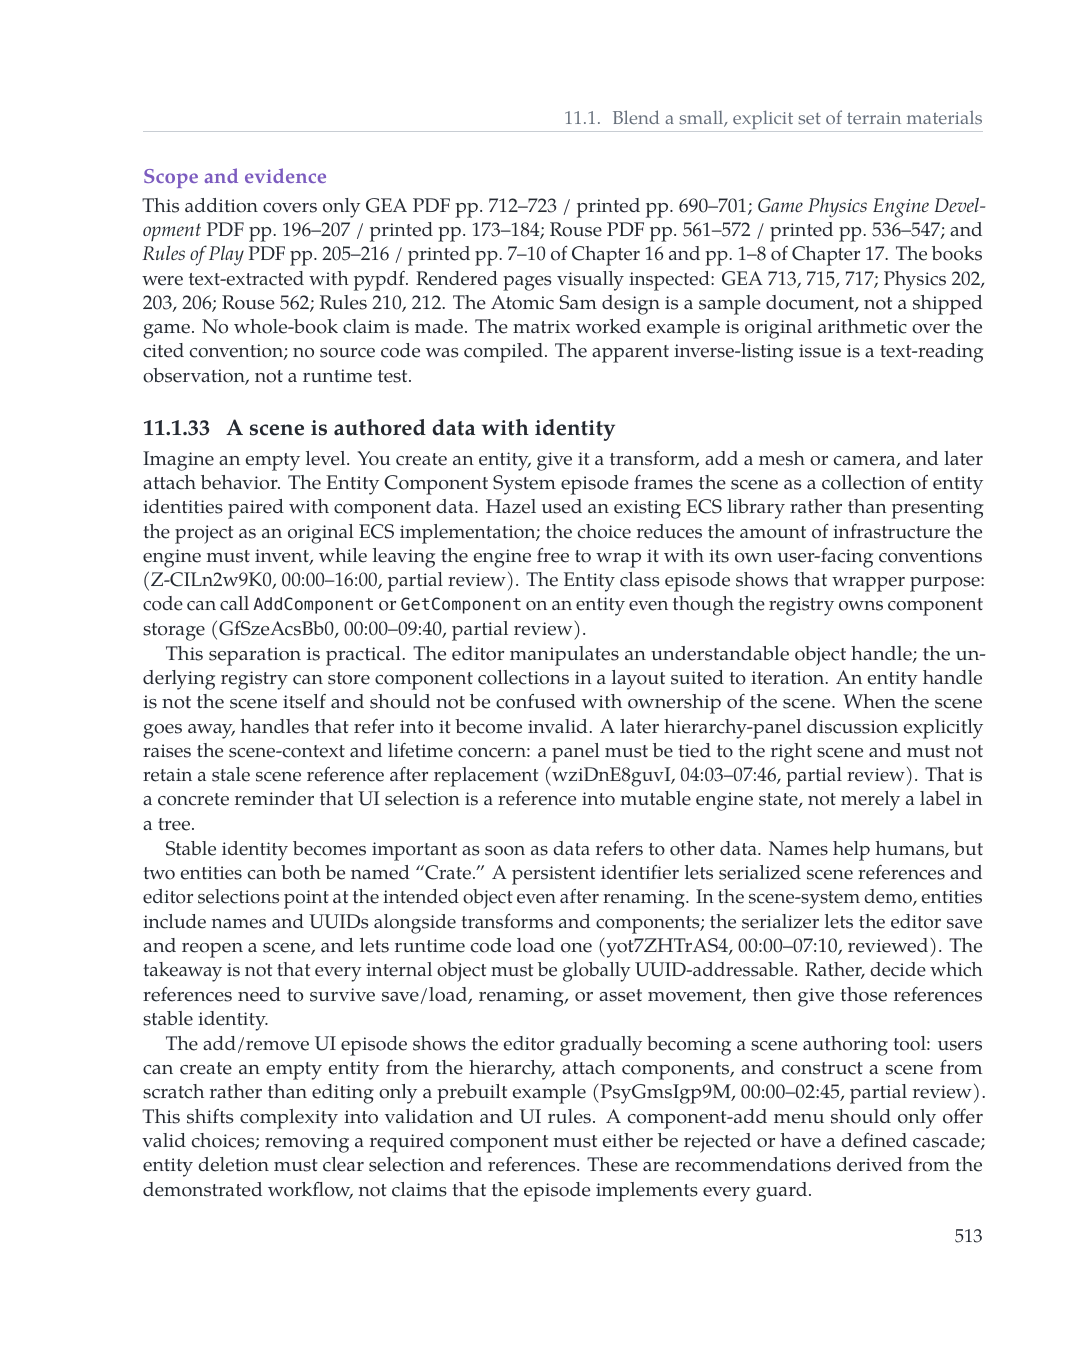 11.1. Blend a small, explicit set of terrain materials
Scope and evidence
This addition covers only GEA PDF pp. 712–723 / printed pp. 690–701; Game Physics Engine Devel-
opment PDF pp. 196–207 / printed pp. 173–184; Rouse PDF pp. 561–572 / printed pp. 536–547; and
Rules of Play PDF pp. 205–216 / printed pp. 7–10 of Chapter 16 and pp. 1–8 of Chapter 17. The books
were text-extracted with pypdf. Rendered pages visually inspected: GEA 713, 715, 717; Physics 202,
203, 206; Rouse 562; Rules 210, 212. The Atomic Sam design is a sample document, not a shipped
game. No whole-book claim is made. The matrix worked example is original arithmetic over the
cited convention; no source code was compiled. The apparent inverse-listing issue is a text-reading
observation, not a runtime test.
11.1.33 A scene is authored data with identity
Imagine an empty level. You create an entity, give it a transform, add a mesh or camera, and later
attach behavior. The Entity Component System episode frames the scene as a collection of entity
identities paired with component data. Hazel used an existing ECS library rather than presenting
the project as an original ECS implementation; the choice reduces the amount of infrastructure the
engine must invent, while leaving the engine free to wrap it with its own user-facing conventions
(Z-CILn2w9K0, 00:00–16:00, partial review). The Entity class episode shows that wrapper purpose:
code can call AddComponent or GetComponent on an entity even though the registry owns component
storage (GfSzeAcsBb0, 00:00–09:40, partial review).
This separation is practical. The editor manipulates an understandable object handle; the un-
derlying registry can store component collections in a layout suited to iteration. An entity handle
is not the scene itself and should not be confused with ownership of the scene. When the scene
goes away, handles that refer into it become invalid. A later hierarchy-panel discussion explicitly
raises the scene-context and lifetime concern: a panel must be tied to the right scene and must not
retain a stale scene reference after replacement (wziDnE8guvI, 04:03–07:46, partial review). That is
a concrete reminder that UI selection is a reference into mutable engine state, not merely a label in
a tree.
Stable identity becomes important as soon as data refers to other data. Names help humans, but
two entities can both be named “Crate.” A persistent identifier lets serialized scene references and
editor selections point at the intended object even after renaming. In the scene-system demo, entities
include names and UUIDs alongside transforms and components; the serializer lets the editor save
and reopen a scene, and lets runtime code load one (yot7ZHTrAS4, 00:00–07:10, reviewed). The
takeaway is not that every internal object must be globally UUID-addressable. Rather, decide which
references need to survive save/load, renaming, or asset movement, then give those references
stable identity.
The add/remove UI episode shows the editor gradually becoming a scene authoring tool: users
can create an empty entity from the hierarchy, attach components, and construct a scene from
scratch rather than editing only a prebuilt example (PsyGmsIgp9M, 00:00–02:45, partial review).
This shifts complexity into validation and UI rules. A component-add menu should only offer
valid choices; removing a required component must either be rejected or have a defined cascade;
entity deletion must clear selection and references. These are recommendations derived from the
demonstrated workflow, not claims that the episode implements every guard.
513